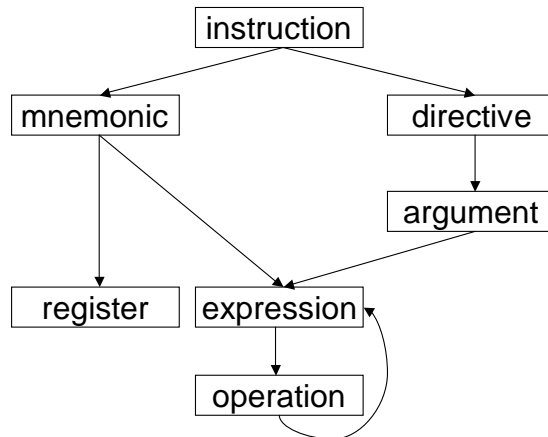 instruction
mnemonic
directive
argument
register
expression
operation